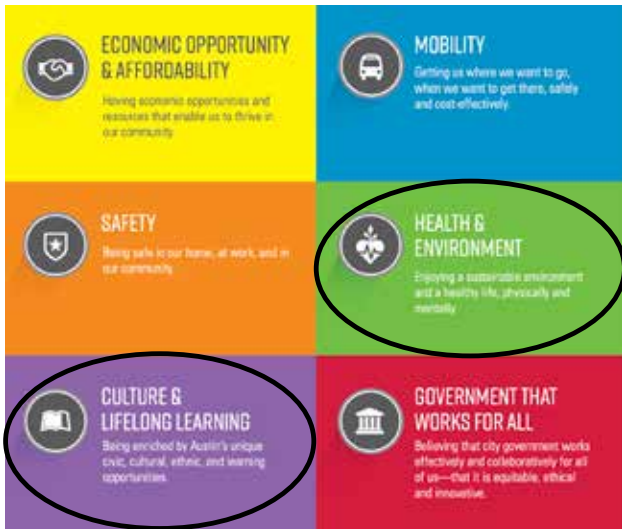 ECONOMIC OPPORTUNITY
& AFFORDABILITY
Having economic opportunities and
resources that enable us to thrive in
our community.
MOBILITY
Getting us where we want to go,
when we want to get there, safely
and cost-effectively.
SAFETY
Being safe in our home, at work, and in
our community.
HEALTH &
ENVIRONMENT
Enjoying a sustainable environment
and a healthy life, physically and
mentally.
CULTURE &
LIFELONG LEARNING
Being enriched by Austin's unique
civic, cultural, ethnic, and learning
opportunities.
GOVERNMENT THAT
WORKS FOR ALL
Believing that city government works
effectively and collaboratively for all
of us—that it is equitable, ethical
and innovative.